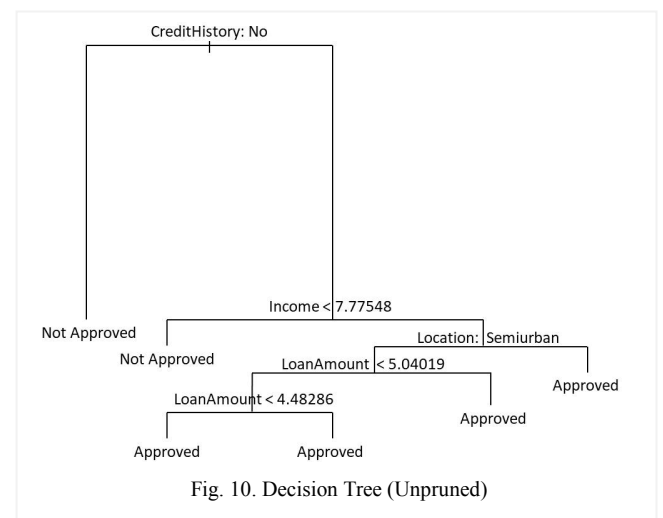 CreditHistory: No
Income < 7.77548
Not Approved
Not Approved
Location: Semiurban
LoanAmount < 5.04019
Approved
LoanAmount < 4.48286
Approved
Approved
Approved
Fig. 10. Decision Tree (Unpruned)